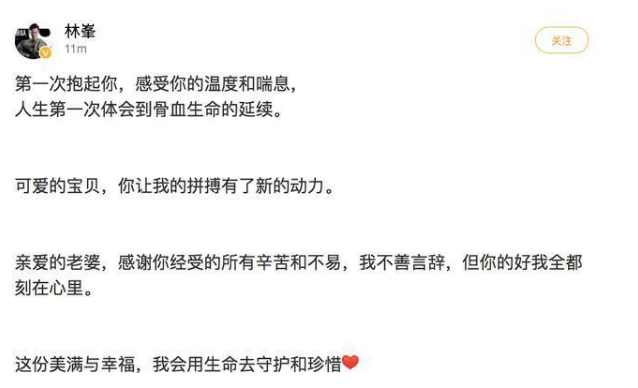 林峯
11m
关注
第一次抱起你，感受你的温度和喘息，
人生第一次体会到骨血生命的延续。
可爱的宝贝，你让我的拼搏有了新的动力。
亲爱的老婆，感谢你经受的所有辛苦和不易，我不善言辞，但你的好我全都
刻在心里。
这份美满与幸福，我会用生命去守护和珍惜❤️